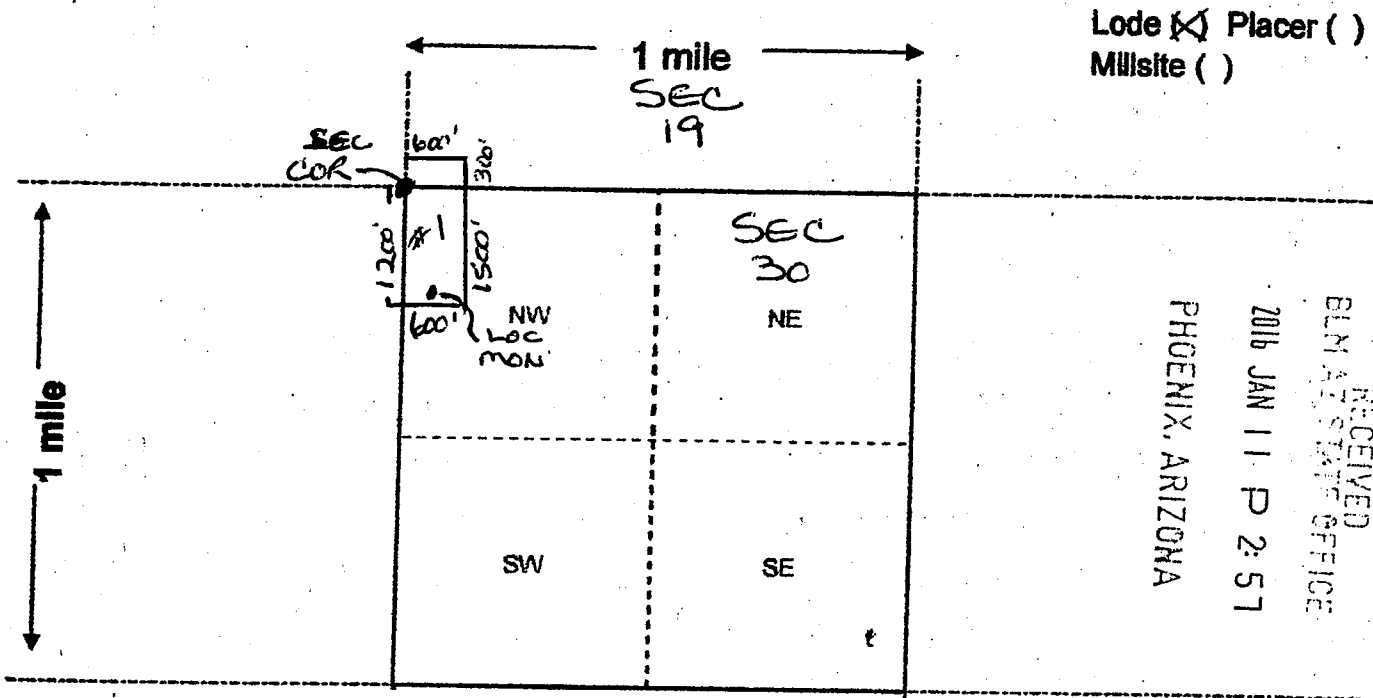 Lode (X) Placer ( )
Millsite ( )
1 mile
SEC
19
SEC
COR
600'
300'
1200'
#1
1500'
600'
NW
LOC
MON
SEC
30
NE
1 mile
SW
SE
RECEIVED
BLM AZ STATE OFFICE
2016 JAN 11 P 2:57
PHOENIX, ARIZONA